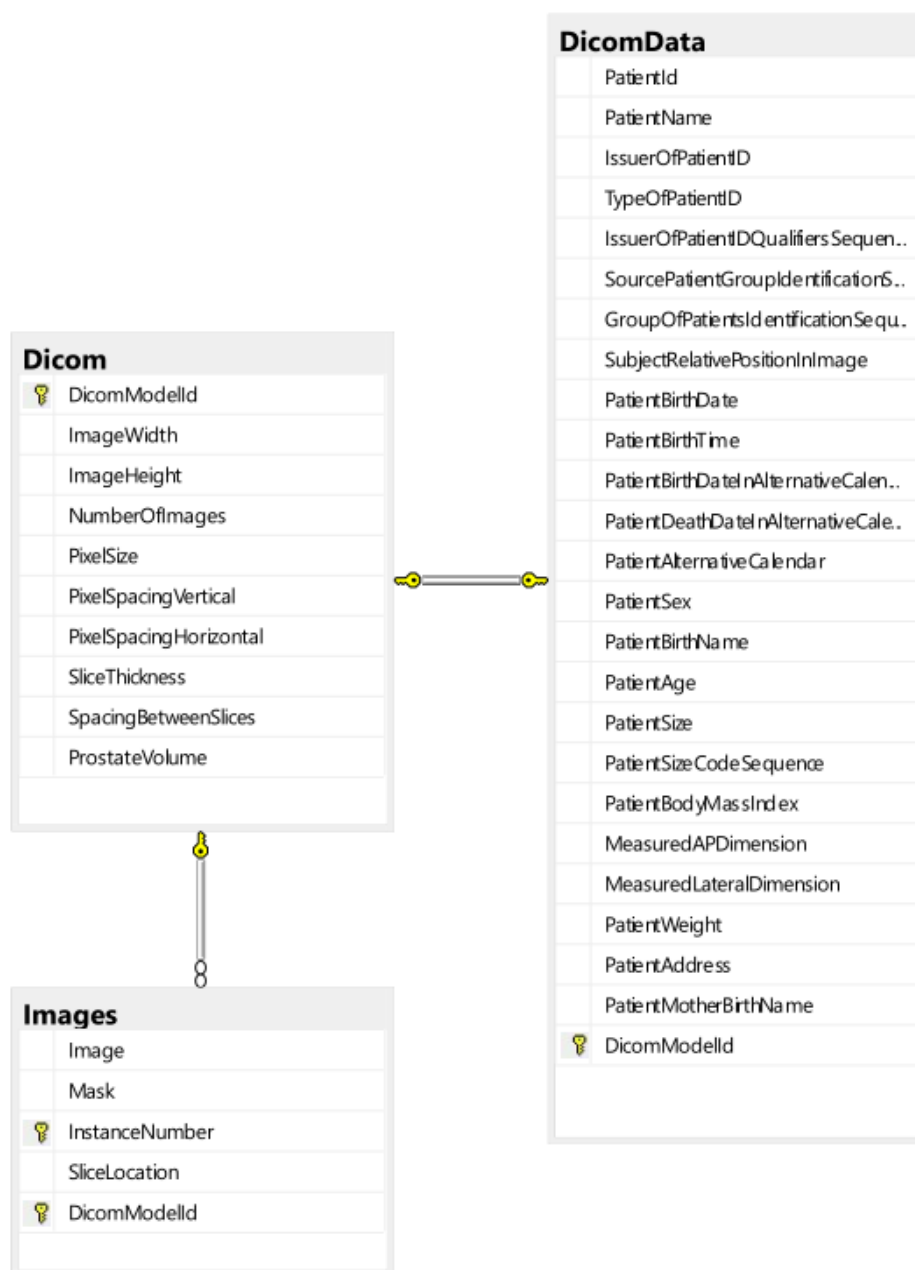 DicomData
PatientId
PatientName
IssuerOfPatientID
TypeOfPatientID
IssuerOfPatientIDQualifiersSequen...
SourcePatientGroupIdentificationS...
GroupOfPatientsIdentificationSequ...
SubjectRelativePositionInImage
PatientBirthDate
PatientBirthTime
PatientBirthDateInAlternativeCalen...
PatientDeathDateInAlternativeCale...
PatientAlternativeCalendar
PatientSex
PatientBirthName
PatientAge
PatientSize
PatientSizeCodeSequence
PatientBodyMassIndex
MeasuredAPDimension
MeasuredLateralDimension
PatientWeight
PatientAddress
PatientMotherBirthName
DicomModelId
Dicom
DicomModelId
ImageWidth
ImageHeight
NumberOfImages
PixelSize
PixelSpacingVertical
PixelSpacingHorizontal
SliceThickness
SpacingBetweenSlices
ProstateVolume
Images
Image
Mask
InstanceNumber
SliceLocation
DicomModelId